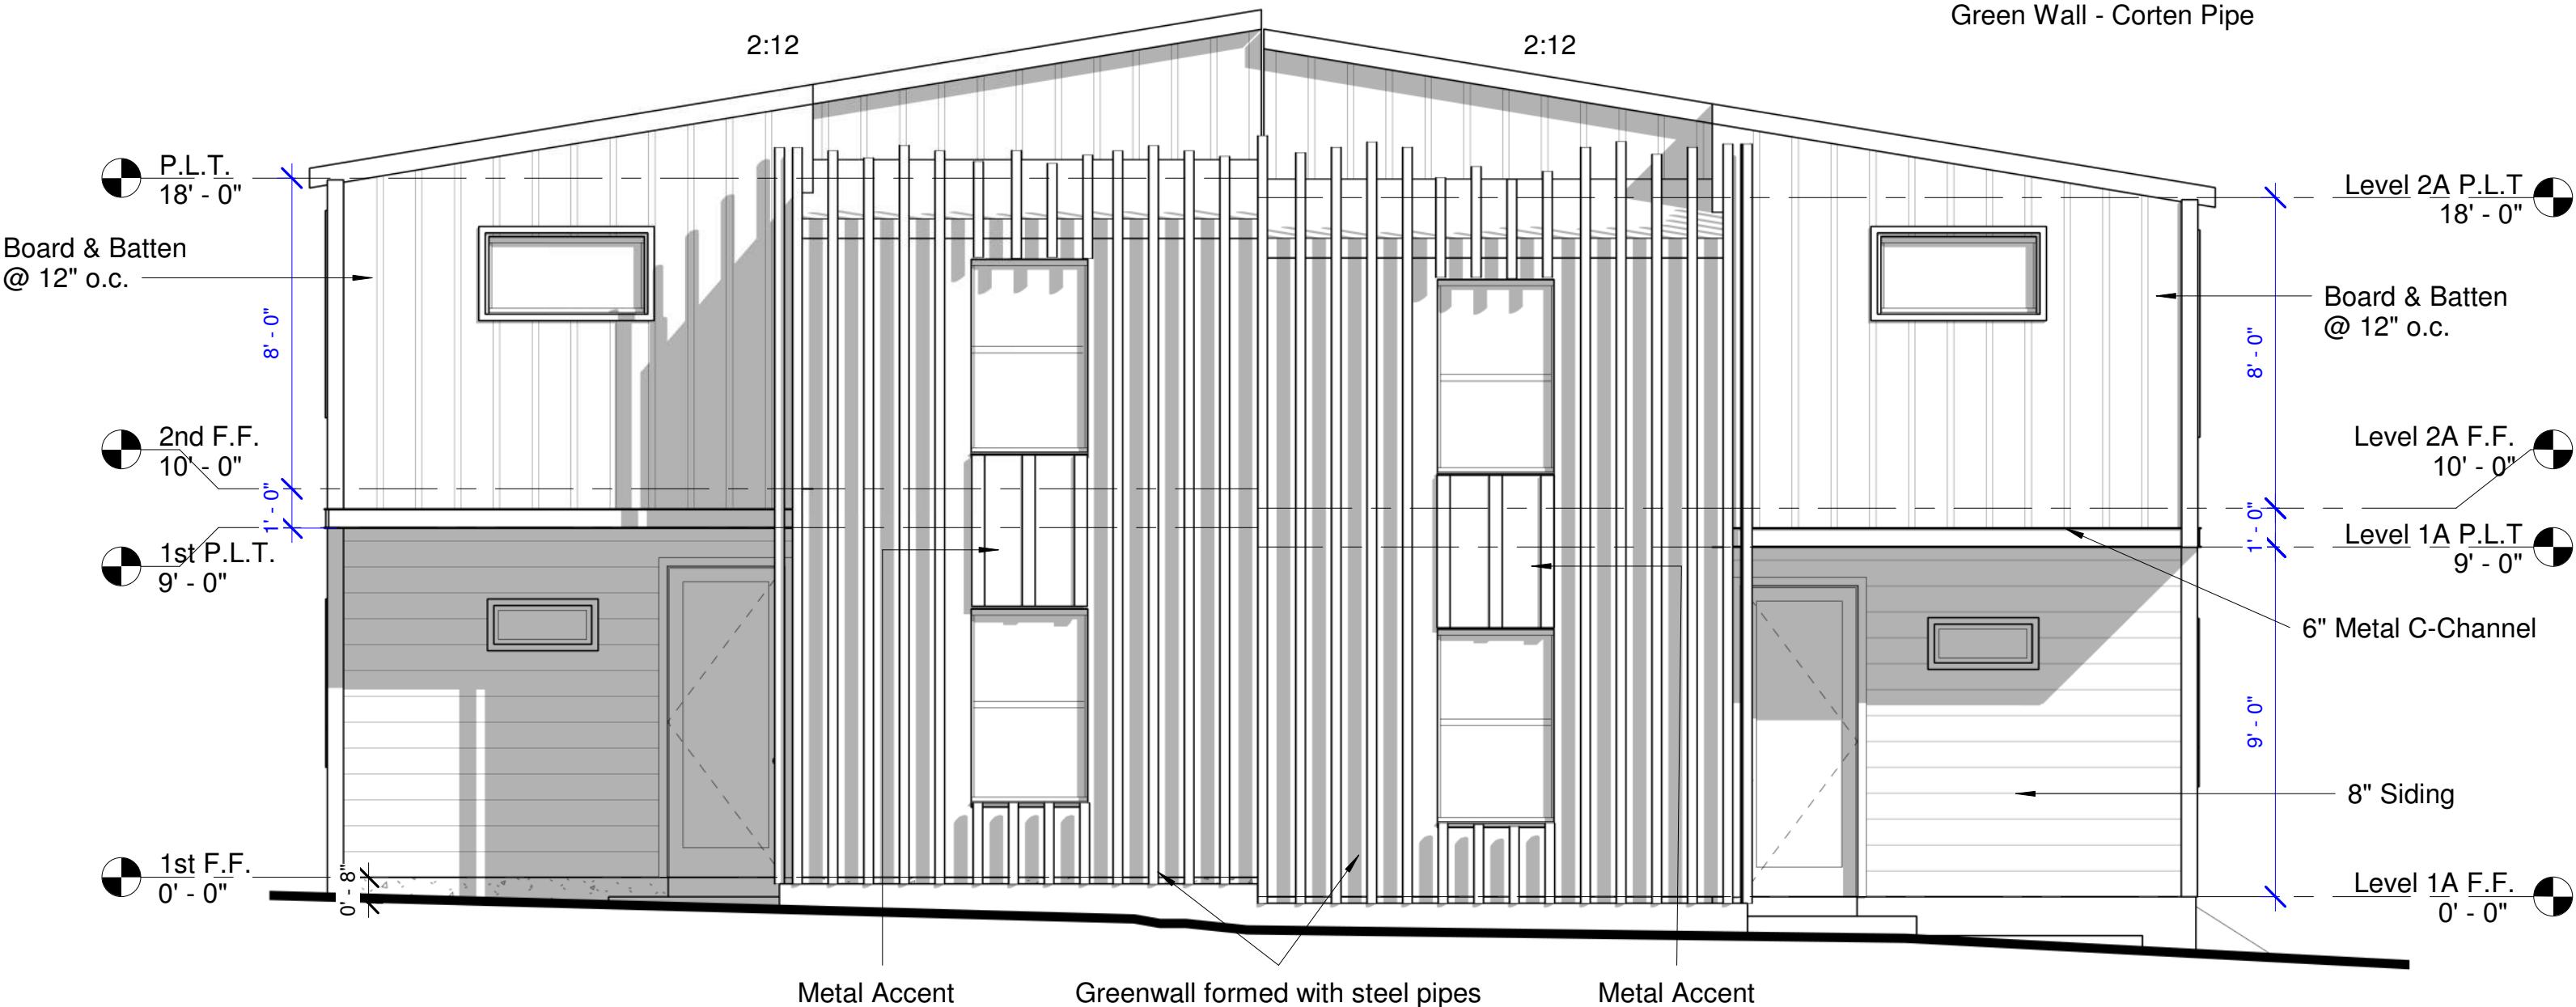 Green Wall - Corten Pipe
2:12
2:12
P.L.T.
18' - 0"
Level 2A P.L.T
18' - 0"
Board & Batten
@ 12" o.c.
Board & Batten
@ 12" o.c.
8' - 0"
8' - 0"
2nd F.F.
10' - 0"
Level 2A F.F.
10' - 0"
1' - 0"
1' - 0"
1st P.L.T.
9' - 0"
Level 1A P.L.T
9' - 0"
6" Metal C-Channel
9' - 0"
8" Siding
1st F.F.
0' - 0"
0' - 8"
Level 1A F.F.
0' - 0"
Metal Accent
Greenwall formed with steel pipes
Metal Accent